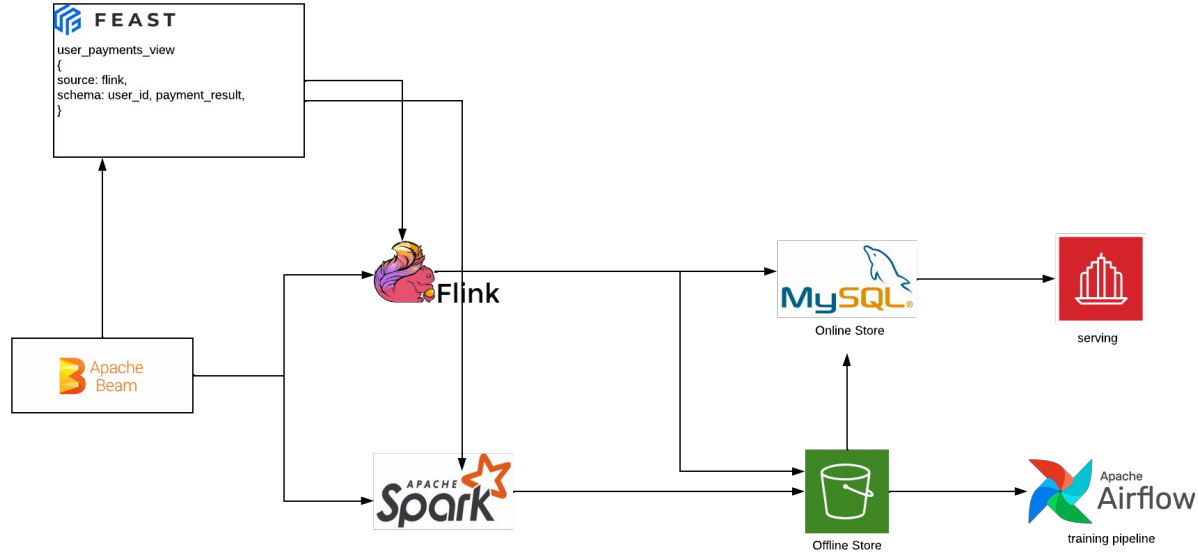 FEAST
user_payments_view
{
source: flink,
schema: user_id, payment_result,
}
Flink
MySQL®
Online Store
serving
Apache
Beam
APACHE
Spark
Offline Store
Apache
Airflow
training pipeline